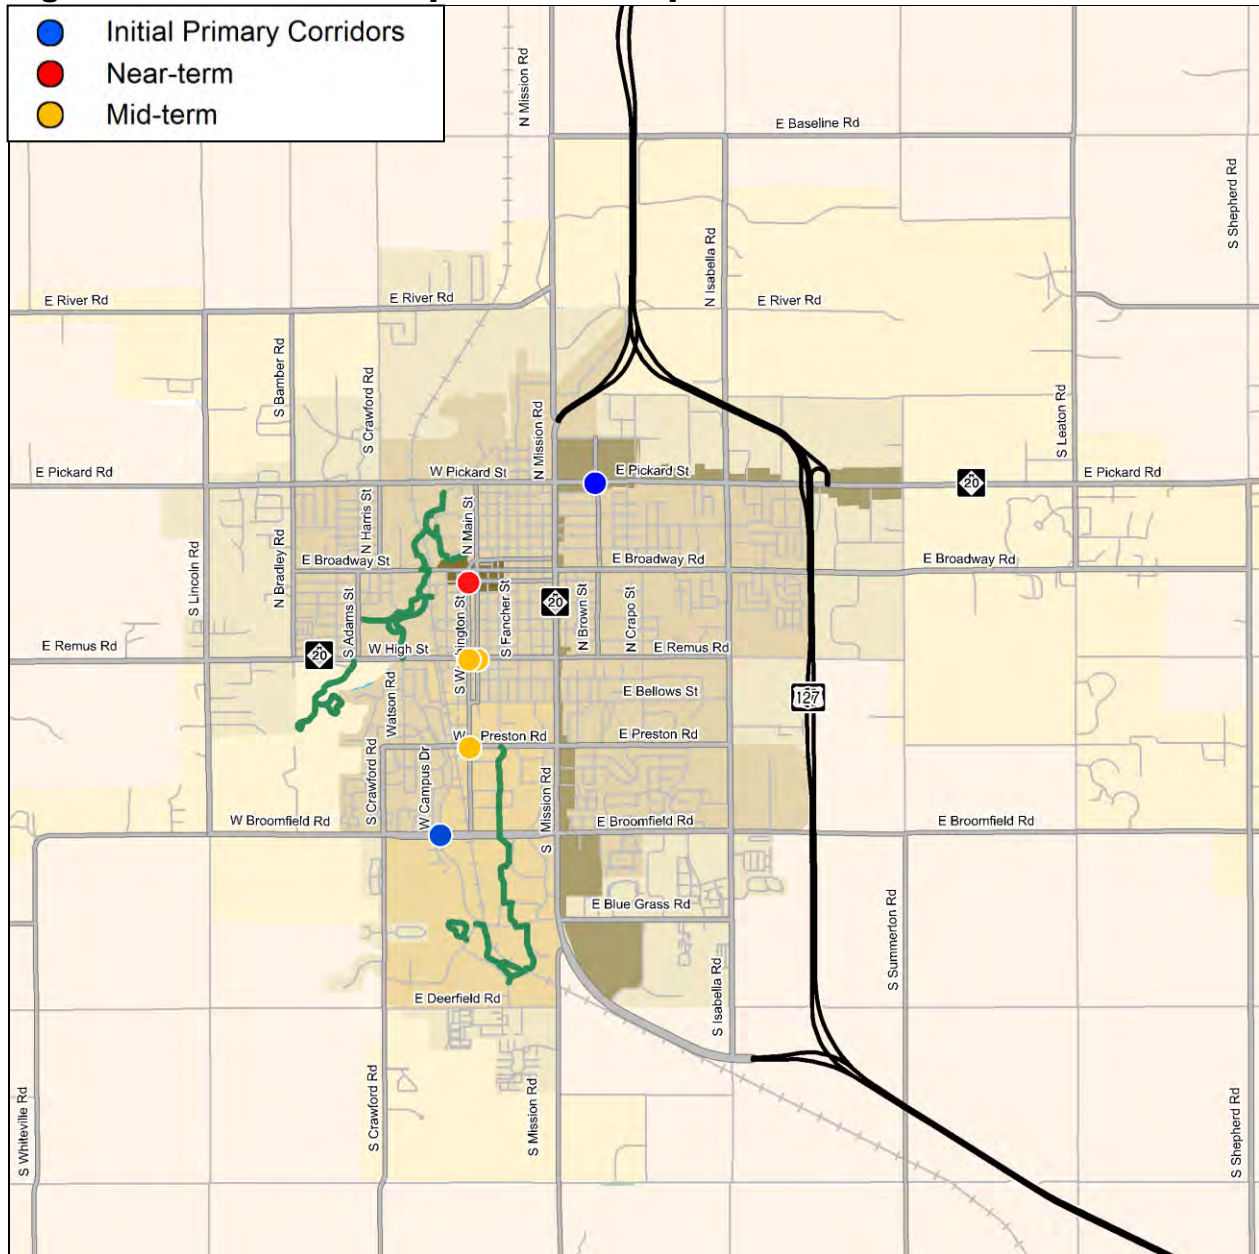 Initial Primary Corridors
Near-term
Mid-term
N Mission Rd
E Baseline Rd
S Shepherd Rd
N Isabella Rd
E River Rd
E River Rd
E River Rd
S Bamber Rd
S Crawford Rd
N Mission Rd
S Leaton Rd
E Pickard Rd
W Pickard St
E Pickard St
20
E Pickard Rd
N Harris St
N Main St
N Bradley Rd
S Lincoln Rd
E Broadway St
E Broadway Rd
E Broadway Rd
S Adams St
S Fancher St
20
N Brown St
N Crapo St
E Remus Rd
20
W High St
E Remus Rd
Watson Rd
E Bellows St
127
Preston Rd
E Preston Rd
S Crawford Rd
W Campus Dr
S Mission Rd
W Broomfield Rd
E Broomfield Rd
E Broomfield Rd
E Blue Grass Rd
S Summerton Rd
S Isabella Rd
E Deerfield Rd
S Whiteville Rd
S Crawford Rd
S Mission Rd
S Shepherd Rd